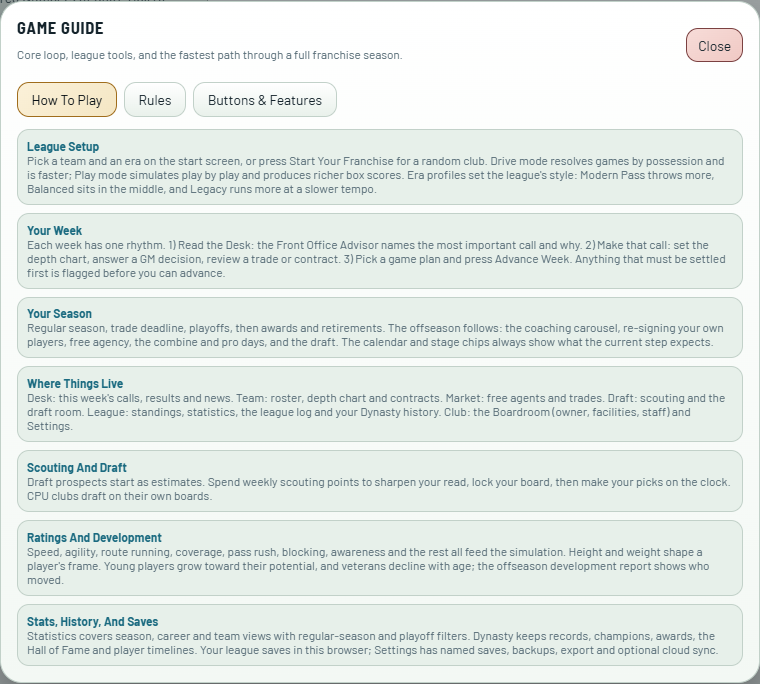 GAME GUIDE
Core loop, league tools, and the fastest path through a full franchise season.
Close
How To Play
Rules
Buttons & Features
League Setup
Pick a team and an era on the start screen, or press Start Your Franchise for a random club. Drive mode resolves games by possession and
is faster; Play mode simulates play by play and produces richer box scores. Era profiles set the league's style: Modern Pass throws more,
Balanced sits in the middle, and Legacy runs more at a slower tempo.
Your Week
Each week has one rhythm. 1) Read the Desk: the Front Office Advisor names the most important call and why. 2) Make that call: set the
depth chart, answer a GM decision, review a trade or contract. 3) Pick a game plan and press Advance Week. Anything that must be settled
first is flagged before you can advance.
Your Season
Regular season, trade deadline, playoffs, then awards and retirements. The offseason follows: the coaching carousel, re-signing your own
players, free agency, the combine and pro days, and the draft. The calendar and stage chips always show what the current step expects.
Where Things Live
Desk: this week's calls, results and news. Team: roster, depth chart and contracts. Market: free agents and trades. Draft: scouting and the
draft room. League: standings, statistics, the league log and your Dynasty history. Club: the Boardroom (owner, facilities, staff) and
Settings.
Scouting And Draft
Draft prospects start as estimates. Spend weekly scouting points to sharpen your read, lock your board, then make your picks on the clock.
CPU clubs draft on their own boards.
Ratings And Development
Speed, agility, route running, coverage, pass rush, blocking, awareness and the rest all feed the simulation. Height and weight shape a
player's frame. Young players grow toward their potential, and veterans decline with age; the offseason development report shows who
moved.
Stats, History, And Saves
Statistics covers season, career and team views with regular-season and playoff filters. Dynasty keeps records, champions, awards, the
Hall of Fame and player timelines. Your league saves in this browser; Settings has named saves, backups, export and optional cloud sync.